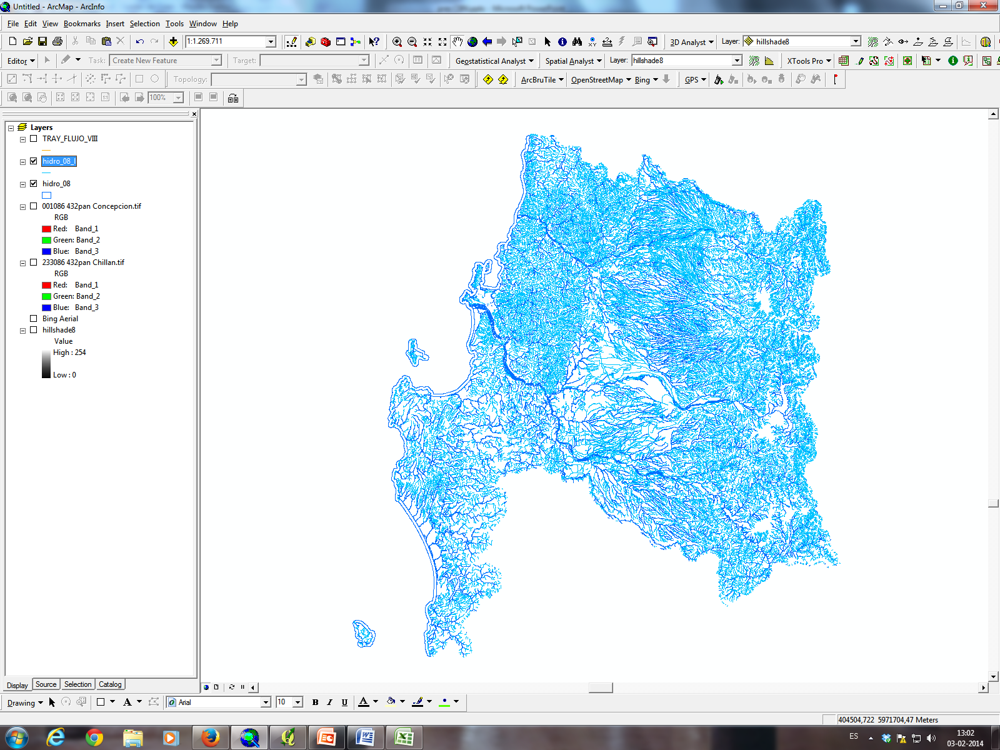 Untitled - ArcMap - ArcInfo
File Edit View Bookmarks Insert Selection Tools Window Help
1:1.269.711 3D Analyst Layer: hillshade8
Editor Task: Create New Feature Target: Geostatistical Analyst Spatial Analyst Layer: hillshade8 XTools Pro
Topology: ArcBruTile OpenStreetMap Bing GPS
100%
Layers
TRAY_FLUJO_VIII
hidro_08_l
hidro_08
001086 432pan Concepcion.tif
RGB
Red: Band_1
Green: Band_2
Blue: Band_3
233086 432pan Chillan.tif
RGB
Red: Band_1
Green: Band_2
Blue: Band_3
Bing Aerial
hillshade8
Value
High : 254
Low : 0
Display Source Selection Catalog
Drawing A Arial 10 B I U A
404504,722 5971704,47 Meters
ES 13:02
03-02-2014